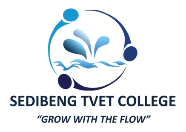 SEDIBENG TVET COLLEGE
"GROW WITH THE FLOW"